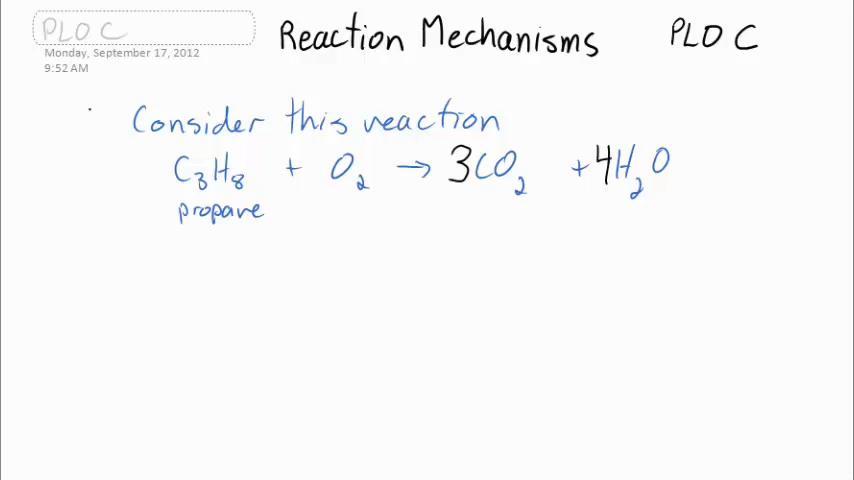 PLO C
Reaction Mechanisms PLO C
Monday, September 17, 2012
9:52 AM
Consider this reaction
C₃H₈ + O₂ → 3CO₂ + 4H₂O
propane